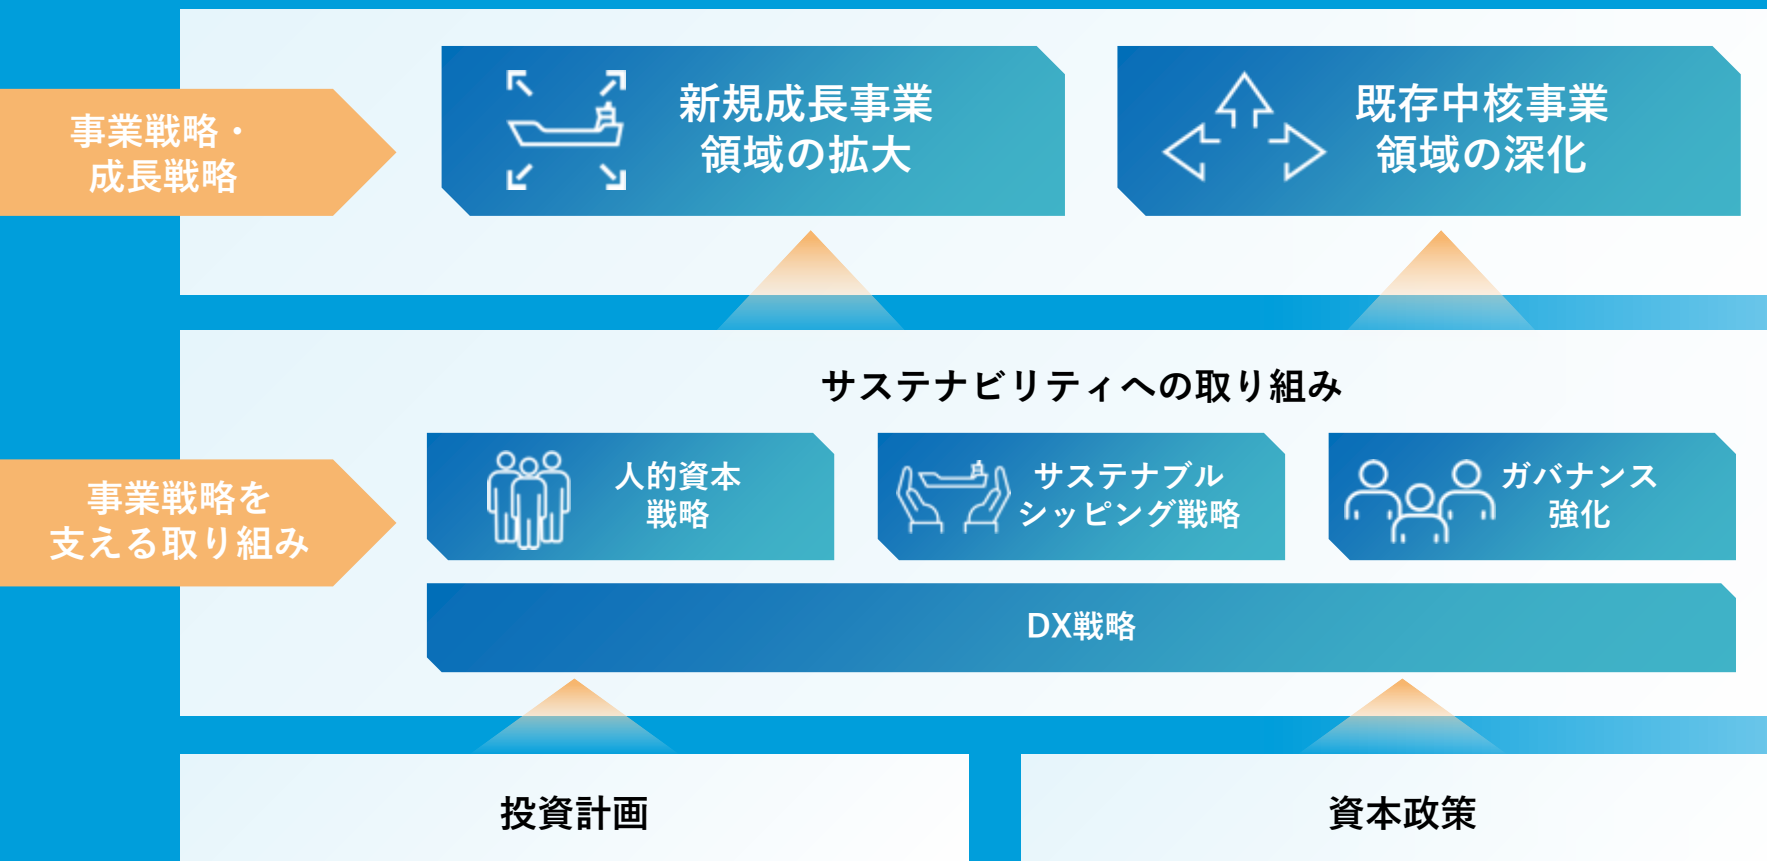 事業戦略・
成長戦略
新規成長事業
領域の拡大
既存中核事業
領域の深化
サステナビリティへの取り組み
事業戦略を
支える取り組み
人的資本
戦略
サステナブル
シッピング戦略
ガバナンス
強化
DX戦略
投資計画
資本政策